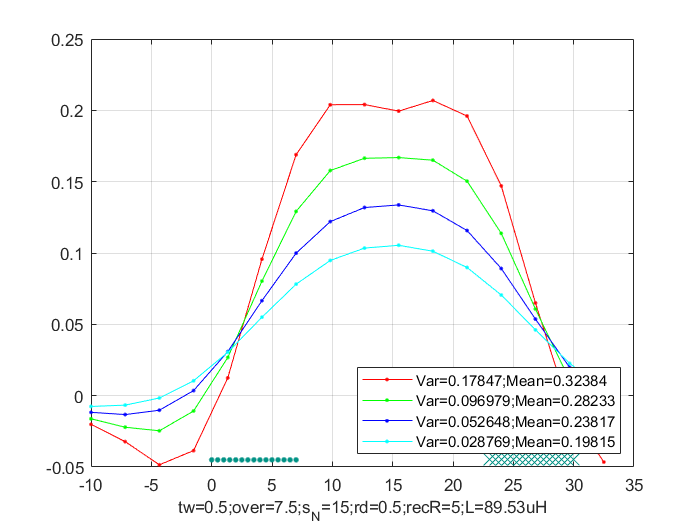 0.25
0.2
0.15
0.1
0.05
0
-0.05
Var=0.17847;Mean=0.32384
Var=0.096979;Mean=0.28233
Var=0.052648;Mean=0.23817
Var=0.028769;Mean=0.19815
-10 -5 0 5 10 15 20 25 30 35
tw=0.5;over=7.5;s_N=15;rd=0.5;recR=5;L=89.53uH